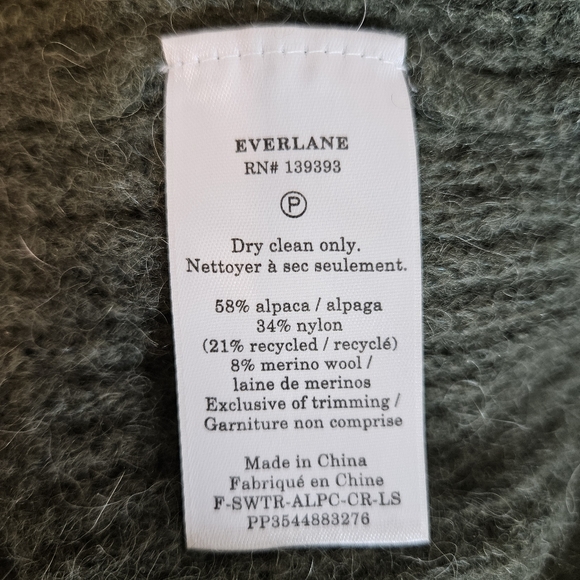 EVERLANE
RN# 139393
P
Dry clean only.
Nettoyer à sec seulement.
58% alpaca / alpaga
34% nylon
(21% recycled / recyclé)
8% merino wool /
laine de merinos
Exclusive of trimming /
Garniture non comprise
Made in China
Fabriqué en Chine
F-SWTR-ALPC-CR-LS
PP3544883276